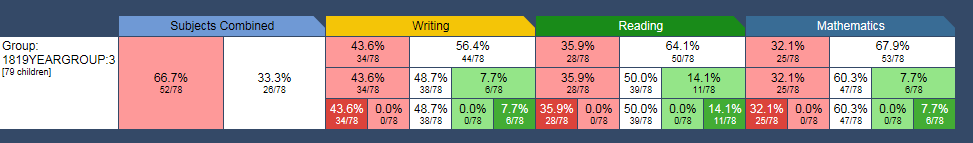 Subjects Combined Writing Reading Mathematics
Group:
1819YEARGROUP:3
[79 children]
66.7% 33.3%
52/78 26/78
43.6% 56.4% 35.9% 64.1% 32.1% 67.9%
34/78 44/78 28/78 50/78 25/78 53/78
43.6% 48.7% 7.7% 35.9% 50.0% 14.1% 32.1% 60.3% 7.7%
34/78 38/78 6/78 28/78 39/78 11/78 25/78 47/78 6/78
43.6% 0.0% 48.7% 0.0% 7.7% 35.9% 0.0% 50.0% 0.0% 14.1% 32.1% 0.0% 60.3% 0.0% 7.7%
34/78 0/78 38/78 0/78 6/78 28/78 0/78 39/78 0/78 11/78 25/78 0/78 47/78 0/78 6/78